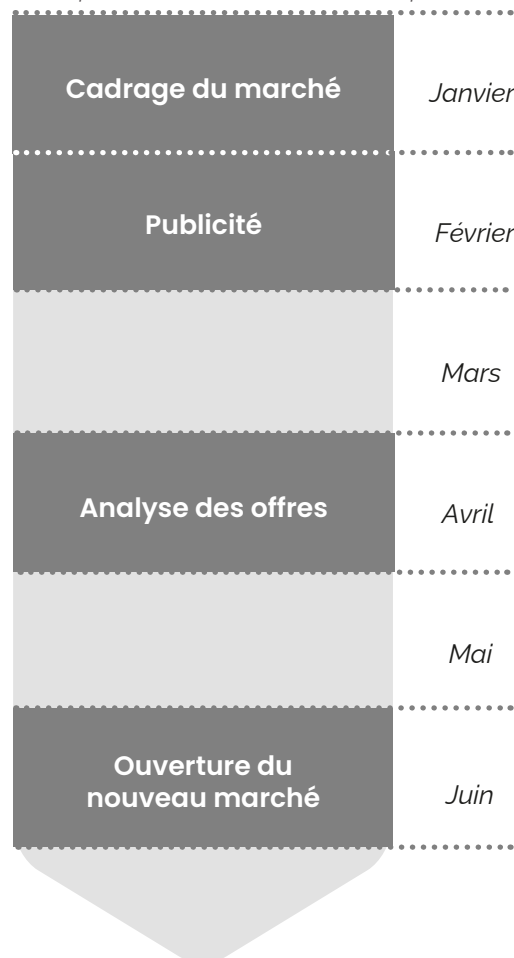 Cadrage du marché
Janvier
Publicité
Février
Mars
Analyse des offres
Avril
Mai
Ouverture du
nouveau marché
Juin